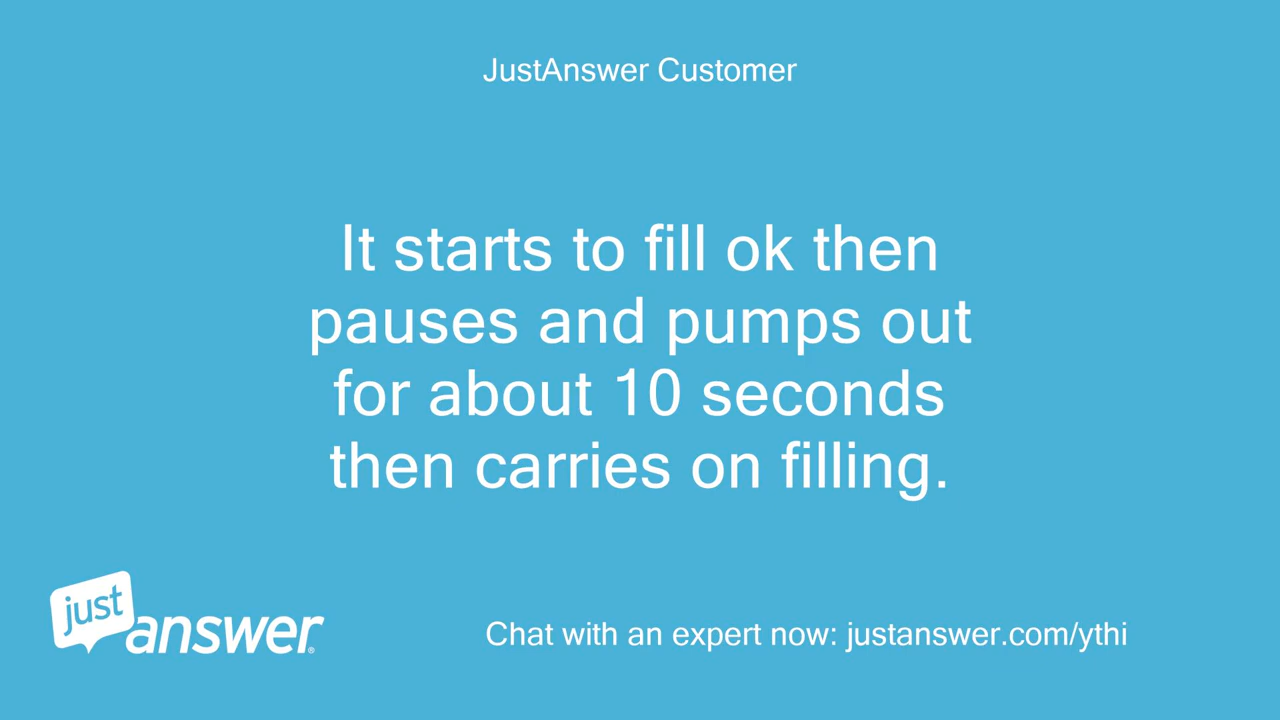 JustAnswer Customer
It starts to fill ok then
pauses and pumps out
for about 10 seconds
then carries on filling.
just
answer®
Chat with an expert now: justanswer.com/ythi